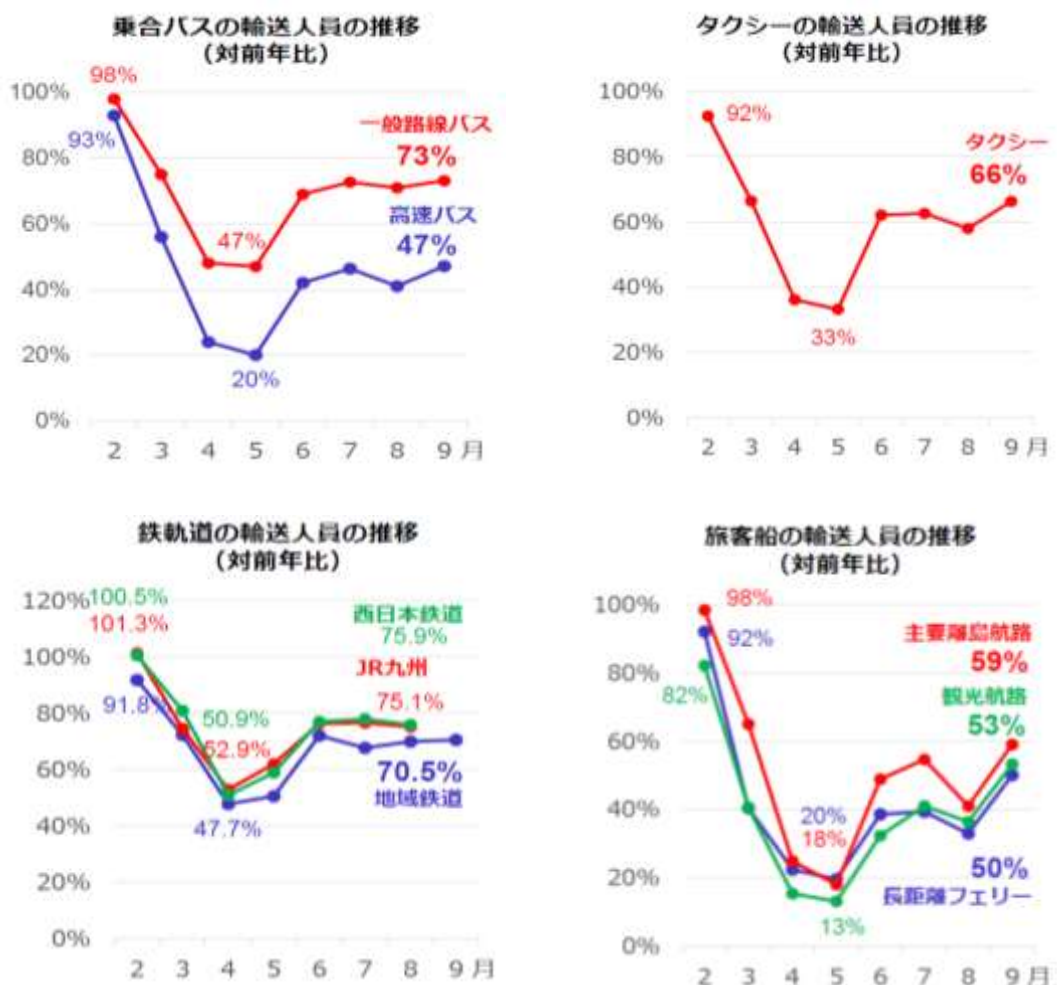 乗合バスの輸送人員の推移
（対前年比）
98%
100%
93%
80%
60%
40%
20%
0%
一般路線バス
73%
47%
高速バス
47%
20%
2 3 4 5 6 7 8 9 月
タクシーの輸送人員の推移
（対前年比）
100%
80%
60%
40%
20%
0%
92%
タクシー
66%
33%
2 3 4 5 6 7 8 9 月
鉄軌道の輸送人員の推移
（対前年比）
120%
100%
80%
60%
40%
20%
0%
100.5%
101.3%
91.8%
西日本鉄道
75.9%
JR九州
75.1%
50.9%
52.9%
70.5%
地域鉄道
47.7%
2 3 4 5 6 7 8 9 月
旅客船の輸送人員の推移
（対前年比）
100%
80%
60%
40%
20%
0%
98%
92%
82%
主要離島航路
59%
観光航路
53%
20%
18%
50%
長距離フェリー
13%
2 3 4 5 6 7 8 9 月